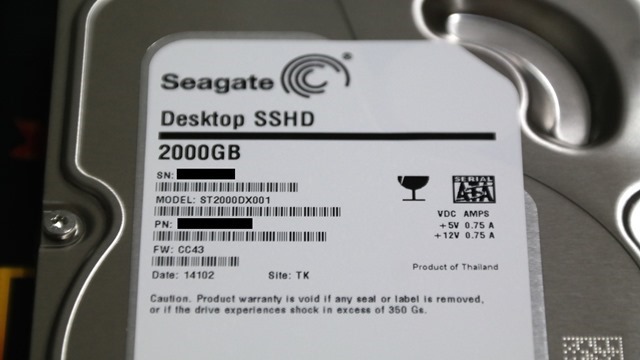 Seagate
Desktop SSHD
2000GB
SN:
MODEL: ST2000DX001
PN:
FW: CC43
Date: 14102 Site: TK
SERIAL
ATA
VDC AMPS
+5V 0.75 A
+12V 0.75 A
Product of Thailand
Caution. Product warranty is void if any seal or label is removed,
or if the drive experiences shock in excess of 350 Gs.